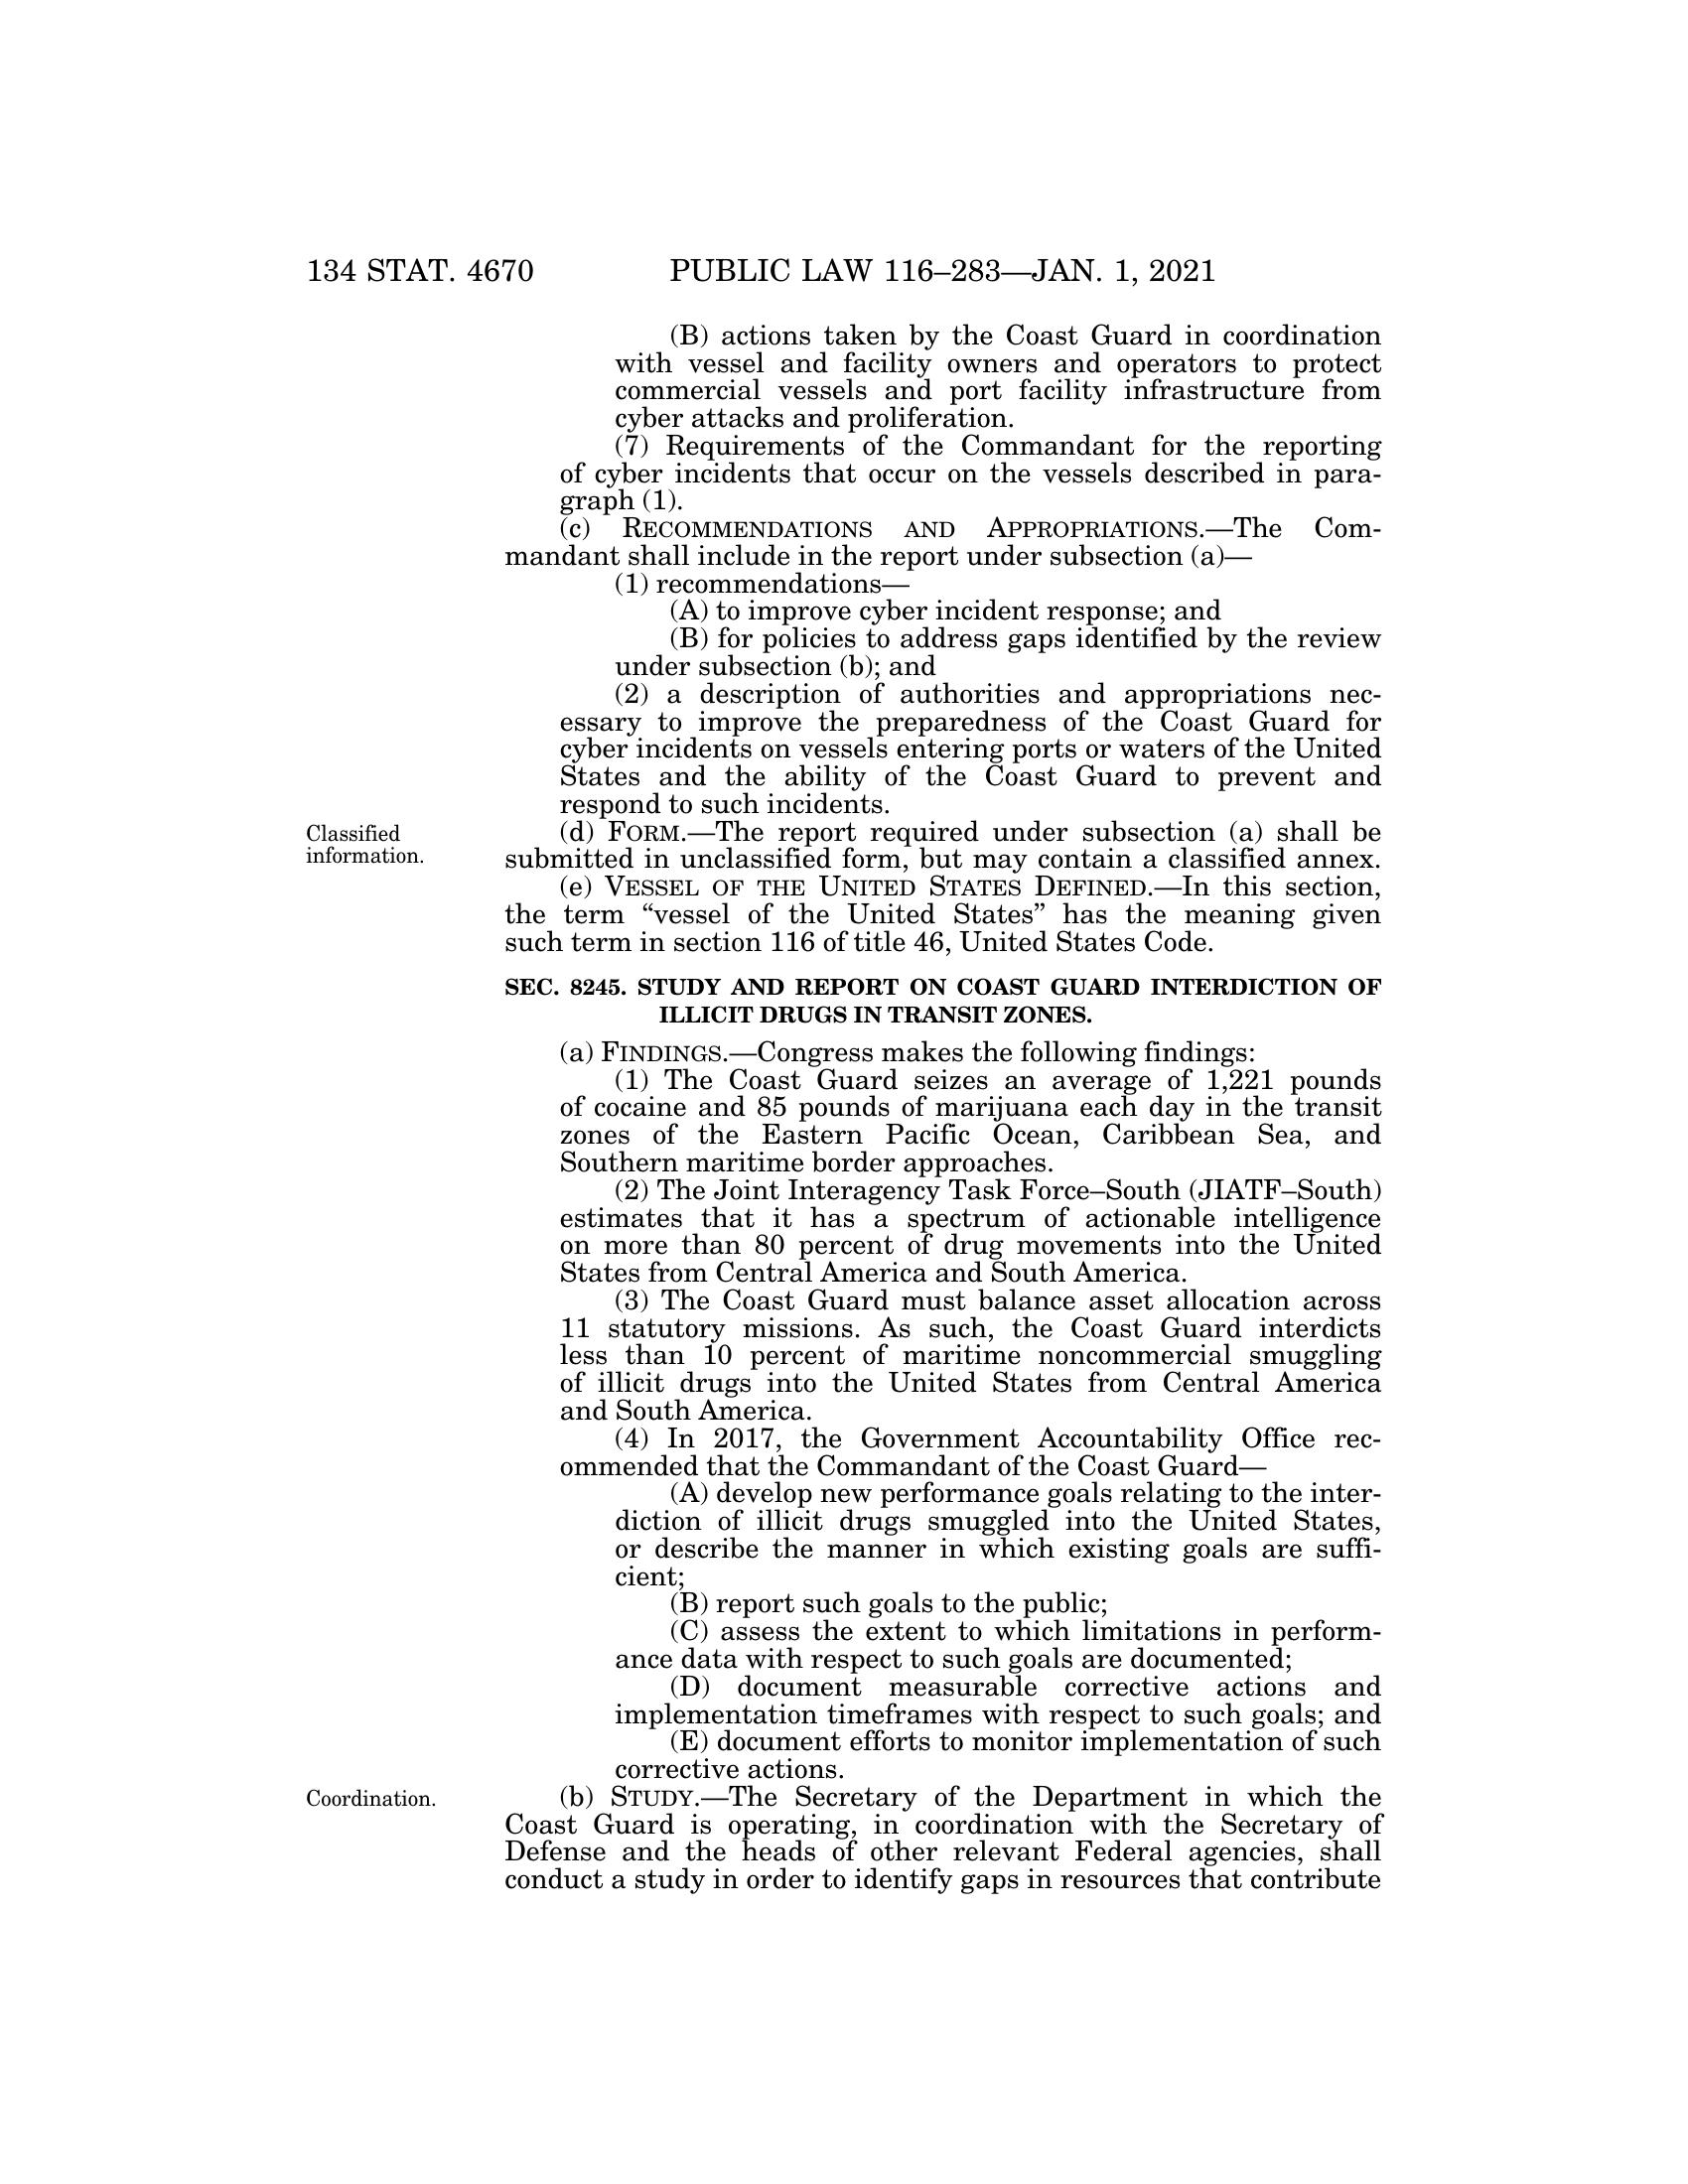 134 STAT. 4670 PUBLIC LAW 116–283—JAN. 1, 2021
(B) actions taken by the Coast Guard in coordination
with vessel and facility owners and operators to protect
commercial vessels and port facility infrastructure from
cyber attacks and proliferation.
(7) Requirements of the Commandant for the reporting
of cyber incidents that occur on the vessels described in para-
graph (1).
(c) RECOMMENDATIONS AND APPROPRIATIONS.—The Com-
mandant shall include in the report under subsection (a)—
(1) recommendations—
(A) to improve cyber incident response; and
(B) for policies to address gaps identified by the review
under subsection (b); and
(2) a description of authorities and appropriations nec-
essary to improve the preparedness of the Coast Guard for
cyber incidents on vessels entering ports or waters of the United
States and the ability of the Coast Guard to prevent and
respond to such incidents.
Classified
information.
(d) FORM.—The report required under subsection (a) shall be
submitted in unclassified form, but may contain a classified annex.
(e) VESSEL OF THE UNITED STATES DEFINED.—In this section,
the term “vessel of the United States” has the meaning given
such term in section 116 of title 46, United States Code.
SEC. 8245. STUDY AND REPORT ON COAST GUARD INTERDICTION OF
ILLICIT DRUGS IN TRANSIT ZONES.
(a) FINDINGS.—Congress makes the following findings:
(1) The Coast Guard seizes an average of 1,221 pounds
of cocaine and 85 pounds of marijuana each day in the transit
zones of the Eastern Pacific Ocean, Caribbean Sea, and
Southern maritime border approaches.
(2) The Joint Interagency Task Force–South (JIATF–South)
estimates that it has a spectrum of actionable intelligence
on more than 80 percent of drug movements into the United
States from Central America and South America.
(3) The Coast Guard must balance asset allocation across
11 statutory missions. As such, the Coast Guard interdicts
less than 10 percent of maritime noncommercial smuggling
of illicit drugs into the United States from Central America
and South America.
(4) In 2017, the Government Accountability Office rec-
ommended that the Commandant of the Coast Guard—
(A) develop new performance goals relating to the inter-
diction of illicit drugs smuggled into the United States,
or describe the manner in which existing goals are suffi-
cient;
(B) report such goals to the public;
(C) assess the extent to which limitations in perform-
ance data with respect to such goals are documented;
(D) document measurable corrective actions and
implementation timeframes with respect to such goals; and
(E) document efforts to monitor implementation of such
corrective actions.
Coordination.
(b) STUDY.—The Secretary of the Department in which the
Coast Guard is operating, in coordination with the Secretary of
Defense and the heads of other relevant Federal agencies, shall
conduct a study in order to identify gaps in resources that contribute